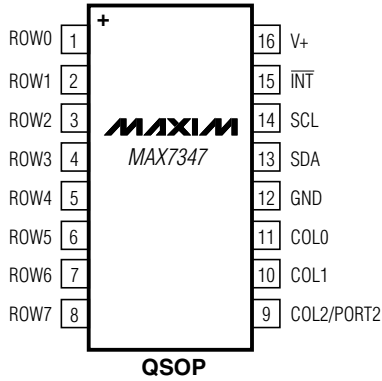 +
ROW0 1 16 V+
ROW1 2 15 INT
ROW2 3 MAXIM 14 SCL
ROW3 4 MAX7347 13 SDA
ROW4 5 12 GND
ROW5 6 11 COL0
ROW6 7 10 COL1
ROW7 8 9 COL2/PORT2
QSOP